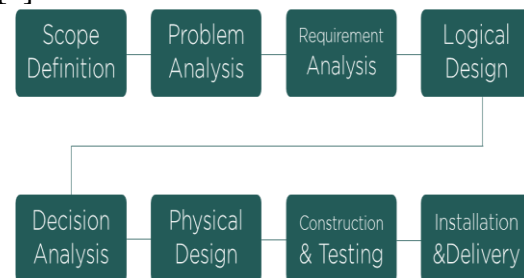 Scope
Definition
Problem
Analysis
Requirement
Analysis
Logical
Design
Decision
Analysis
Physical
Design
Construction
& Testing
Installation
&Delivery